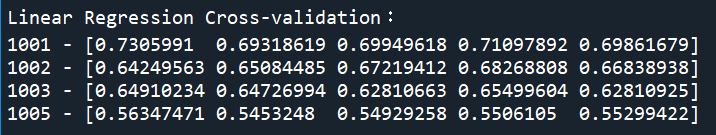 Linear Regression Cross-validation：
1001 - [0.7305991  0.69318619 0.69949618 0.71097892 0.69861679]
1002 - [0.64249563 0.65084485 0.67219412 0.68268808 0.66838938]
1003 - [0.64910234 0.64726994 0.62810663 0.65499604 0.62810925]
1005 - [0.56347471 0.5453248  0.54929258 0.5506105  0.55299422]